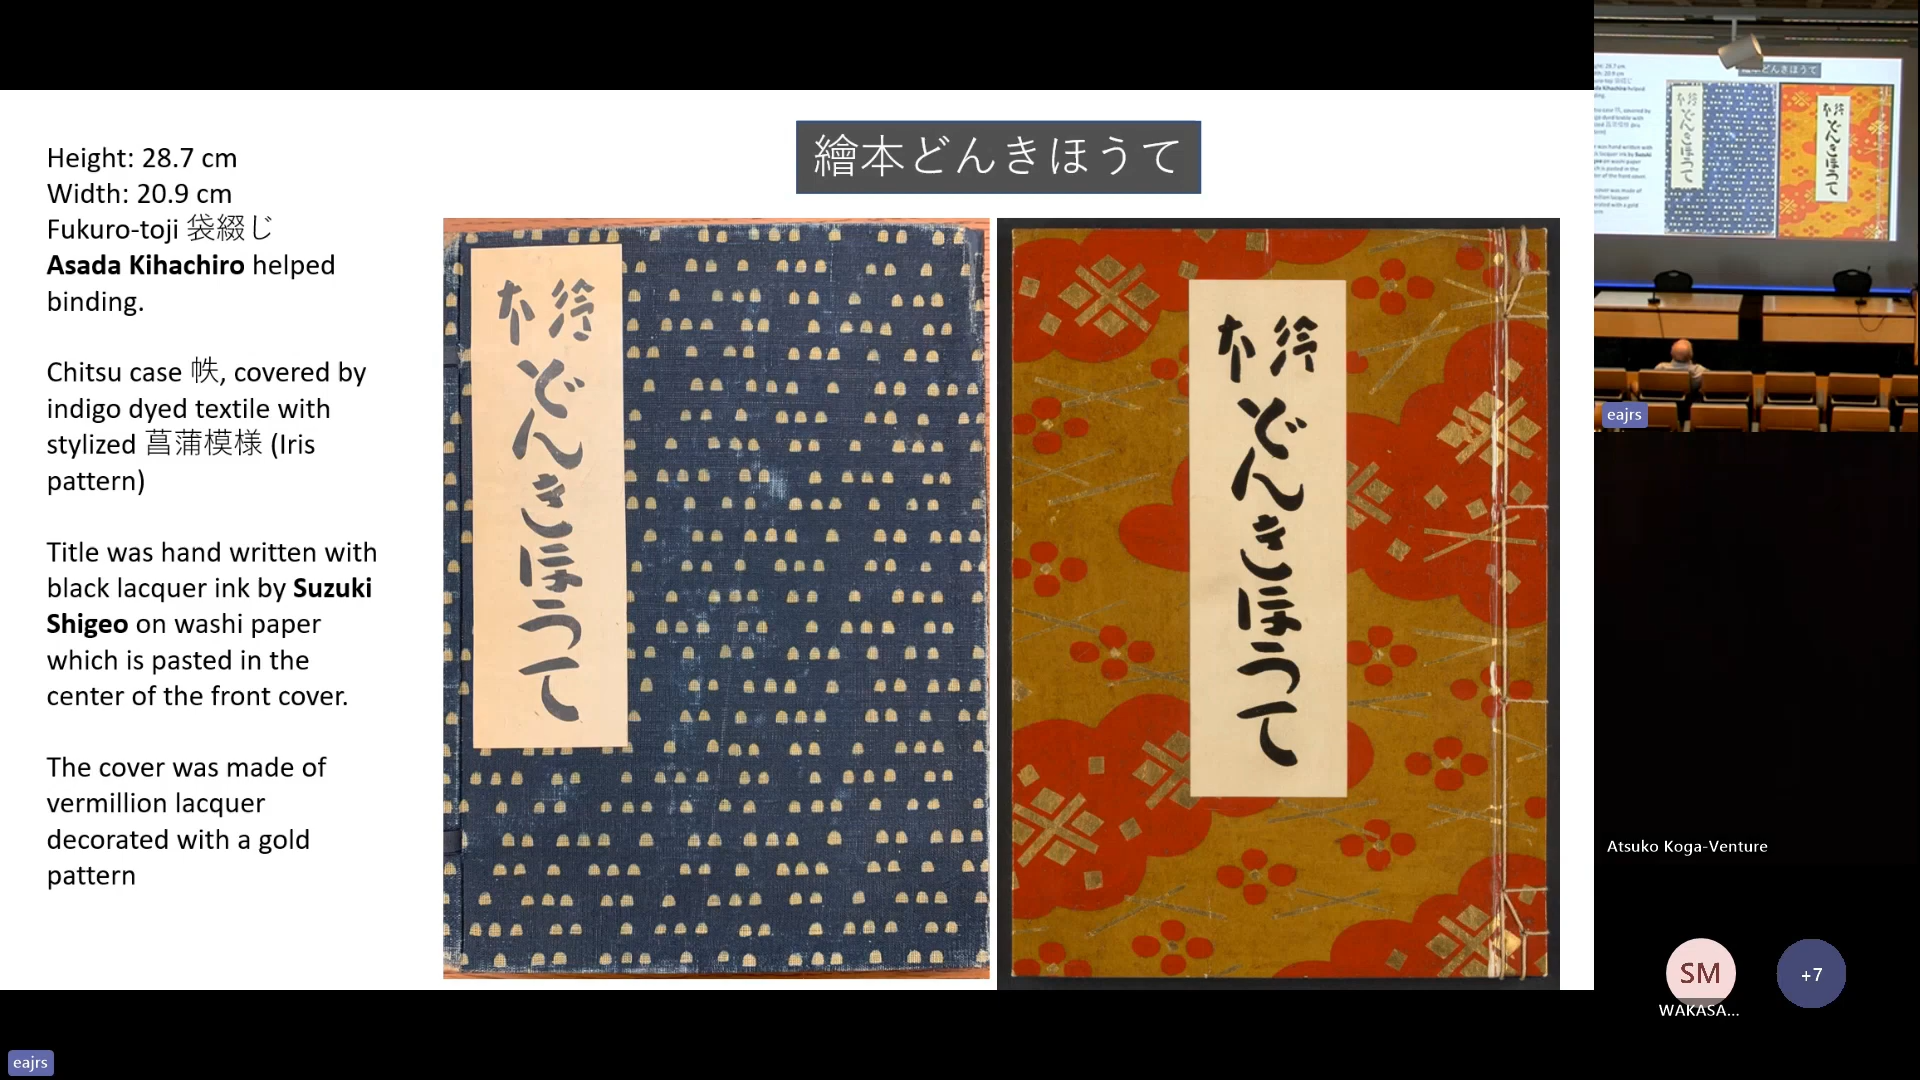 Height: 28.7 cm
Width: 20.9 cm
Fukuro-toji 袋綴じ
Asada Kihachiro helped
binding.
Chitsu case 帙, covered by
indigo dyed textile with
stylized 菖蒲模様 (Iris
pattern)
Title was hand written with
black lacquer ink by Suzuki
Shigeo on washi paper
which is pasted in the
center of the front cover.
The cover was made of
vermillion lacquer
decorated with a gold
pattern
繪本どんきほうて
絵本
どんきほうて
絵本
どんきほうて
eajrs
Atsuko Koga-Venture
SM
WAKASA...
+7
eajrs